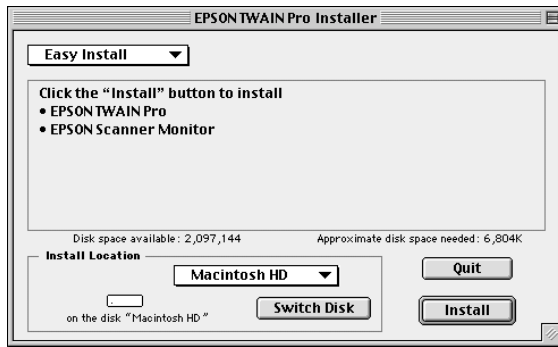 EPSON TWAIN Pro Installer
Easy Install
Click the “Install” button to install
• EPSON TWAIN Pro
• EPSON Scanner Monitor
Disk space available: 2,097,144
Approximate disk space needed: 6,804K
Install Location
Macintosh HD
Quit
on the disk “Macintosh HD”
Switch Disk
Install